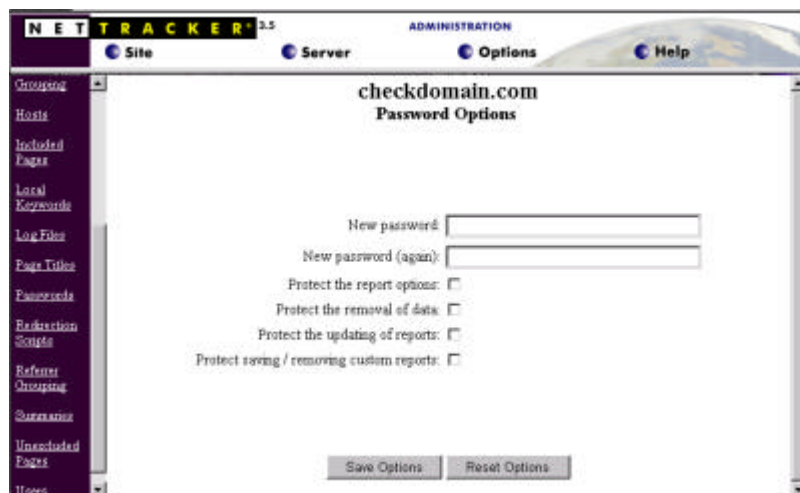 NETTRACKER® 3.5
ADMINISTRATION
Site
Server
Options
Help
Grouping
Hosts
Included
Pages
Local
Keywords
Log Files
Page Titles
Passwords
Redirection
Scripts
Referrer
Grouping
Summaries
Unexcluded
Pages
Users
checkdomain.com
Password Options
New password:
New password (again):
Protect the report options:
Protect the removal of data:
Protect the updating of reports:
Protect saving / removing custom reports:
Save Options
Reset Options